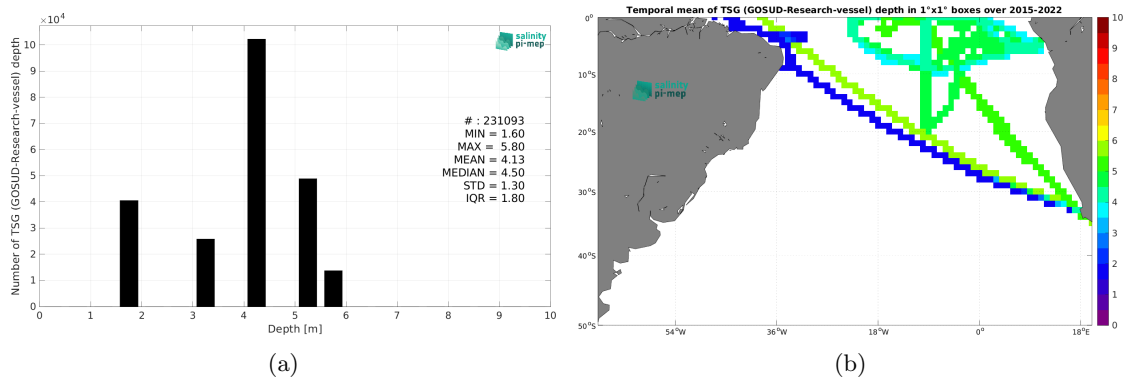 ×10⁴
Number of TSG (GOSUD-Research-vessel) depth
10
9
8
7
6
5
4
3
2
1
0
0 1 2 3 4 5 6 7 8 9 10
Depth [m]
salinity
pi-mep
# : 231093
MIN = 1.60
MAX = 5.80
MEAN = 4.13
MEDIAN = 4.50
STD = 1.30
IQR = 1.80
(a)
Temporal mean of TSG (GOSUD-Research-vessel) depth in 1°x1° boxes over 2015-2022
0°
10°S
20°S
30°S
40°S
50°S
54°W 36°W 18°W 0° 18°E
salinity
pi-mep
10
9
8
7
6
5
4
3
2
1
0
(b)